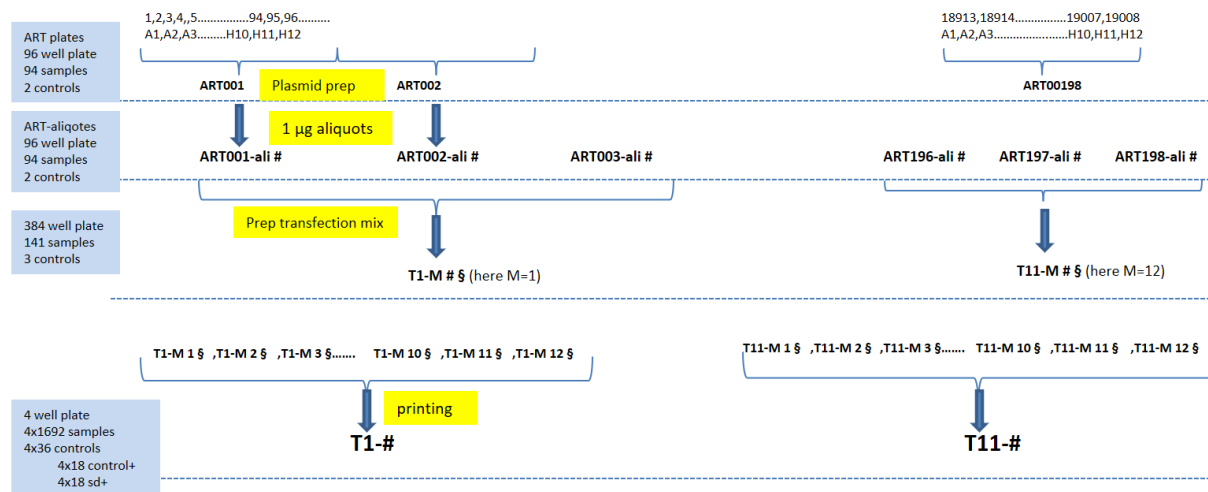 1,2,3,4,,5................94,95,96..........
A1,A2,A3.........H10,H11,H12
18913,18914.................19007,19008
A1,A2,A3.......................H10,H11,H12
ART plates
96 well plate
94 samples
2 controls
ART001
Plasmid prep
ART002
ART00198
ART-aliqotes
96 well plate
94 samples
2 controls
1 µg aliquots
ART001-ali #
ART002-ali #
ART003-ali #
ART196-ali #
ART197-ali #
ART198-ali #
384 well plate
141 samples
3 controls
Prep transfection mix
T1-M # § (here M=1)
T11-M # § (here M=12)
T1-M 1 § ,T1-M 2 § ,T1-M 3 §....... T1-M 10 § ,T1-M 11 § ,T1-M 12 §
T11-M 1 § ,T11-M 2 § ,T11-M 3 §....... T11-M 10 § ,T11-M 11 § ,T11-M 12 §
4 well plate
4x1692 samples
4x36 controls
4x18 control+
4x18 sd+
printing
T1-#
T11-#